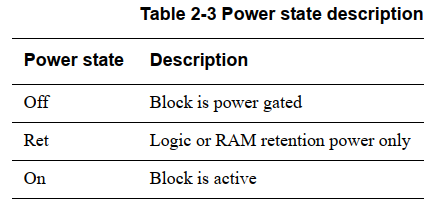 Table 2-3 Power state description
Power state Description
Off Block is power gated
Ret Logic or RAM retention power only
On Block is active